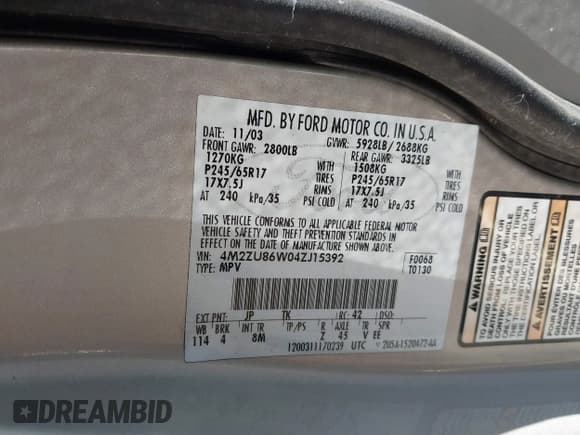 MFD. BY FORD MOTOR CO. IN U.S.A.
DATE: 11/03 GVWR: 5928LB/ 2688KG
FRONT GAWR: 2800LB REAR GAWR: 3325LB
1270KG WITH 1508KG WITH
P245/65R17 TIRES P245/65R17 TIRES
17X7.5J RIMS 17X7.5J RIMS
AT 240 kPa/35 PSI COLD AT 240 kPa/35 PSI COLD
THIS VEHICLE CONFORMS TO ALL APPLICABLE FEDERAL MOTOR
VEHICLE SAFETY AND THEFT PREVENTION STANDARDS IN EFFECT
ON THE DATE OF MANUFACTURE SHOWN ABOVE.
VIN: 4M2ZU86W04ZJ15392 F0068
TYPE: MPV T0130
EXT PNT: JP TK RC: 42 DSO:
WB BRK INT TR TP/PS R AXLE TR SPR
114 4 8M Z 45 V EE
1200311170239 UTC
AVERTISSEMENT
DREAMBID